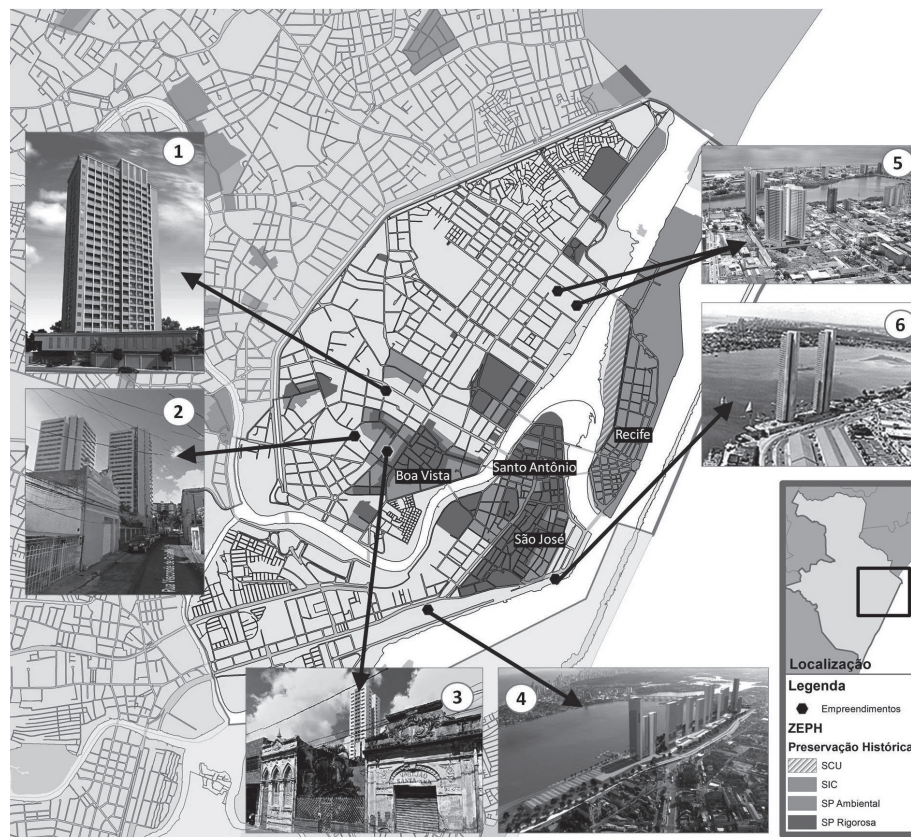 1
5
6
2
Recife
Boa Vista
Santo Antônio
São José
3
4
Localização
Legenda
Empreendimentos
ZEPH
Preservação Histórica
SCU
SIC
SP Ambiental
SP Rigorosa